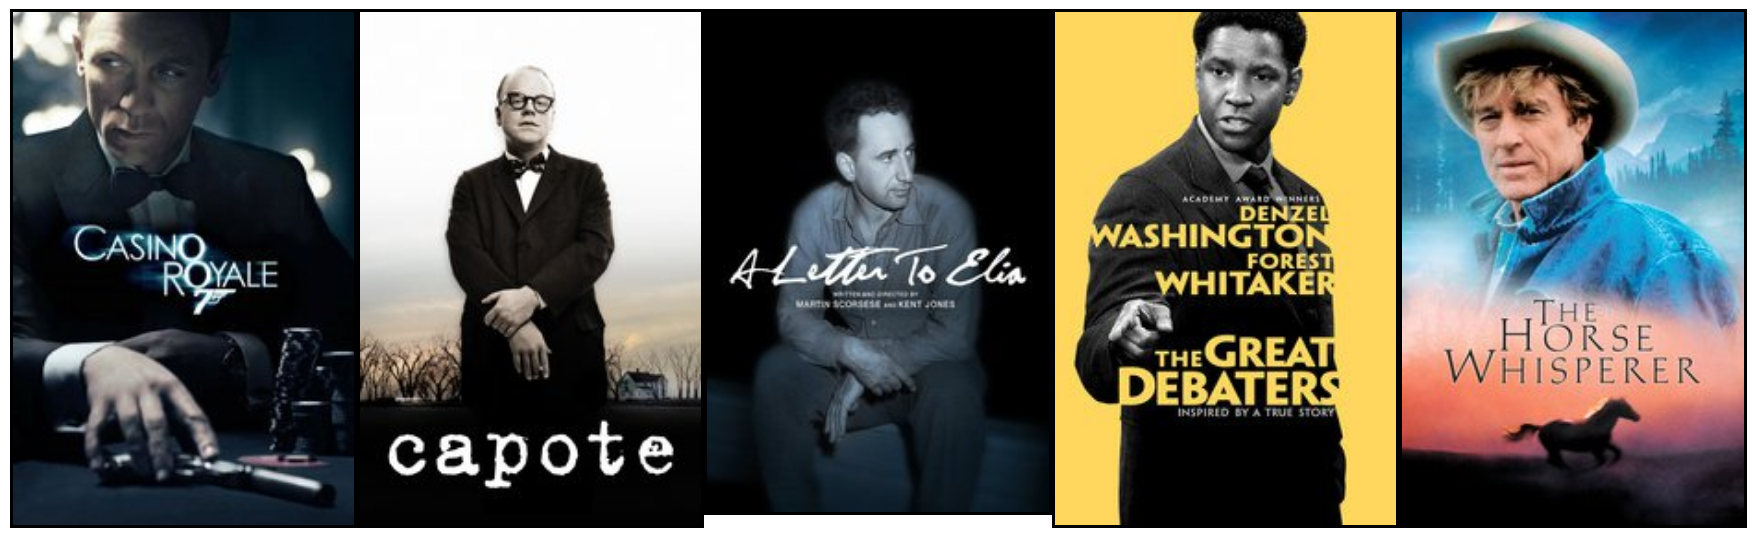 CASINO
ROYALE
007
capote
A Letter To Elia
WRITTEN AND DIRECTED BY
MARTIN SCORSESE AND KENT JONES
ACADEMY AWARD WINNERS
DENZEL
WASHINGTON
FOREST
WHITAKER
THE GREAT
DEBATERS
INSPIRED BY A TRUE STORY
THE
HORSE
WHISPERER